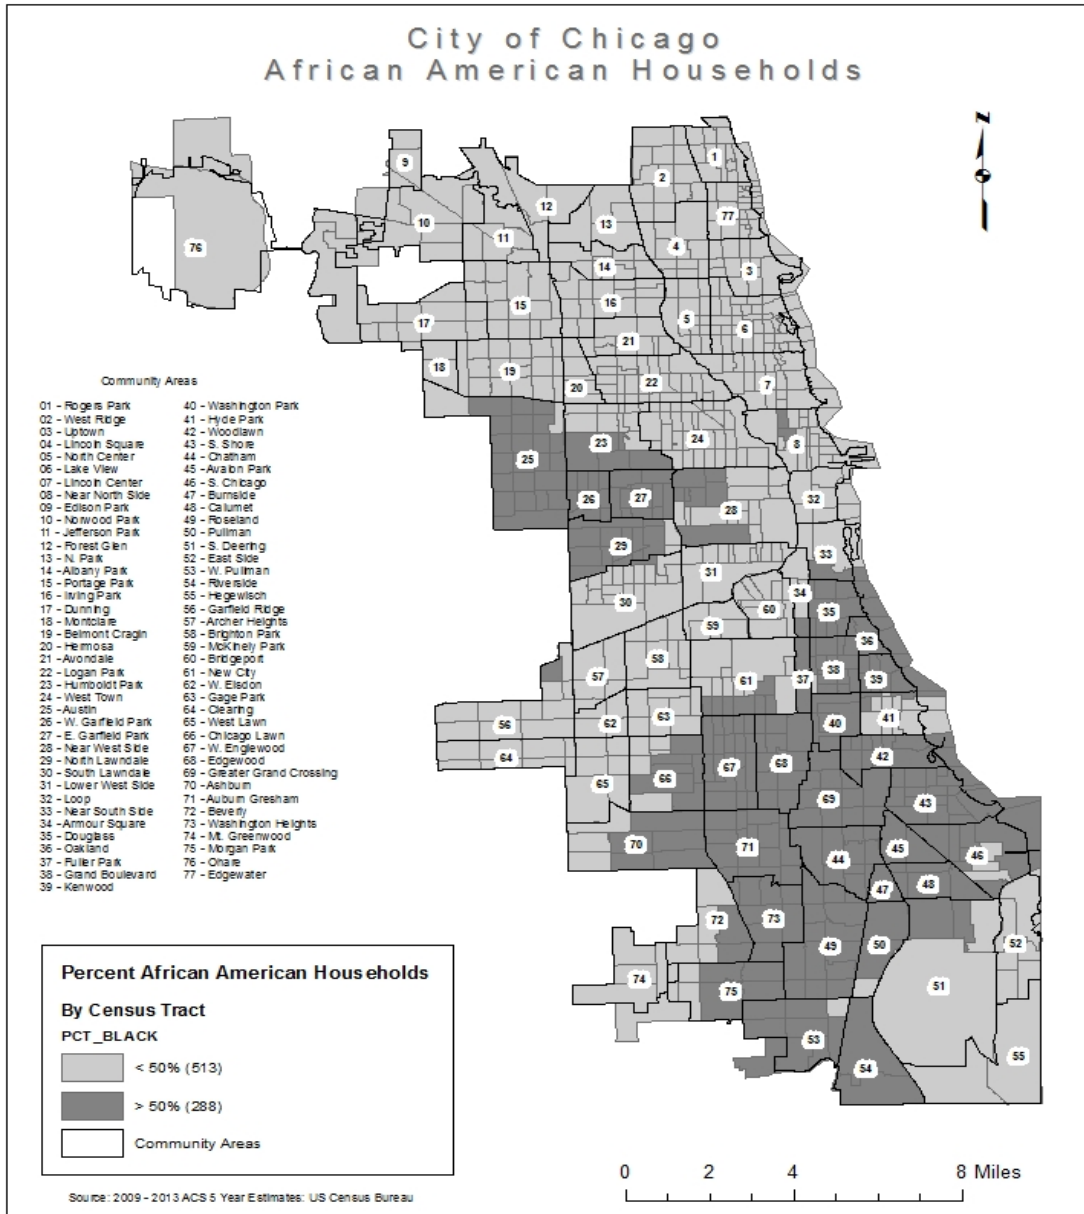 City of Chicago
African American Households
N
Community Areas
01 - Rogers Park
02 - West Ridge
03 - Uptown
04 - Lincoln Square
05 - North Center
06 - Lake View
07 - Lincoln Center
08 - Near North Side
09 - Edison Park
10 - Norwood Park
11 - Jefferson Park
12 - Forest Glen
13 - N. Park
14 - Albany Park
15 - Portage Park
16 - Irving Park
17 - Dunning
18 - Montclare
19 - Belmont Cragin
20 - Hermosa
21 - Avondale
22 - Logan Park
23 - Humboldt Park
24 - West Town
25 - Austin
26 - W. Garfield Park
27 - E. Garfield Park
28 - Near West Side
29 - North Lawndale
30 - South Lawndale
31 - Lower West Side
32 - Loop
33 - Near South Side
34 - Armour Square
35 - Douglass
36 - Oakland
37 - Fuller Park
38 - Grand Boulevard
39 - Kenwood
40 - Washington Park
41 - Hyde Park
42 - Woodlawn
43 - S. Shore
44 - Chatham
45 - Avalon Park
46 - S. Chicago
47 - Burnside
48 - Calumet
49 - Roseland
50 - Pullman
51 - S. Deering
52 - East Side
53 - W. Pullman
54 - Riverside
55 - Hegewisch
56 - Garfield Ridge
57 - Archer Heights
58 - Brighton Park
59 - McKinely Park
60 - Bridgeport
61 - New City
62 - W. Elsdon
63 - Gage Park
64 - Clearing
65 - West Lawn
66 - Chicago Lawn
67 - W. Englewood
68 - Edgewood
69 - Greater Grand Crossing
70 - Ashburn
71 - Auburn Gresham
72 - Beverly
73 - Washington Heights
74 - Mt. Greenwood
75 - Morgan Park
76 - Ohare
77 - Edgewater
1
9
2
12
77
10
13
11
4
76
14
3
16
15
5
17
6
21
18
19
22
7
20
24
23
8
25
27
26
32
28
29
33
31
34
30
60
35
59
36
58
38
57
37
61
39
63
41
56
62
40
42
64
67
68
66
65
69
43
70
71
45
44
46
48
47
72
73
52
49
50
74
51
75
53
55
54
Percent African American Households
By Census Tract
PCT_BLACK
< 50% (513)
> 50% (288)
Community Areas
0 2 4 8 Miles
Source: 2009 - 2013 ACS 5 Year Estimates: US Census Bureau